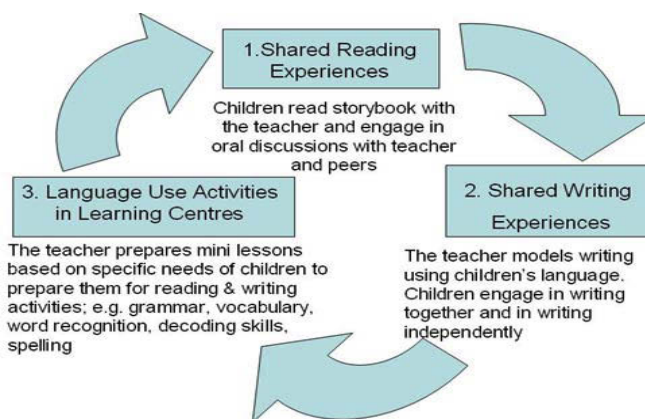 1.Shared Reading
Experiences
Children read storybook with
the teacher and engage in
oral discussions with teacher
and peers
2. Shared Writing
Experiences
The teacher models writing
using children's language.
Children engage in writing
together and in writing
independently
3. Language Use Activities
in Learning Centres
The teacher prepares mini lessons
based on specific needs of children to
prepare them for reading & writing
activities; e.g. grammar, vocabulary,
word recognition, decoding skills,
spelling